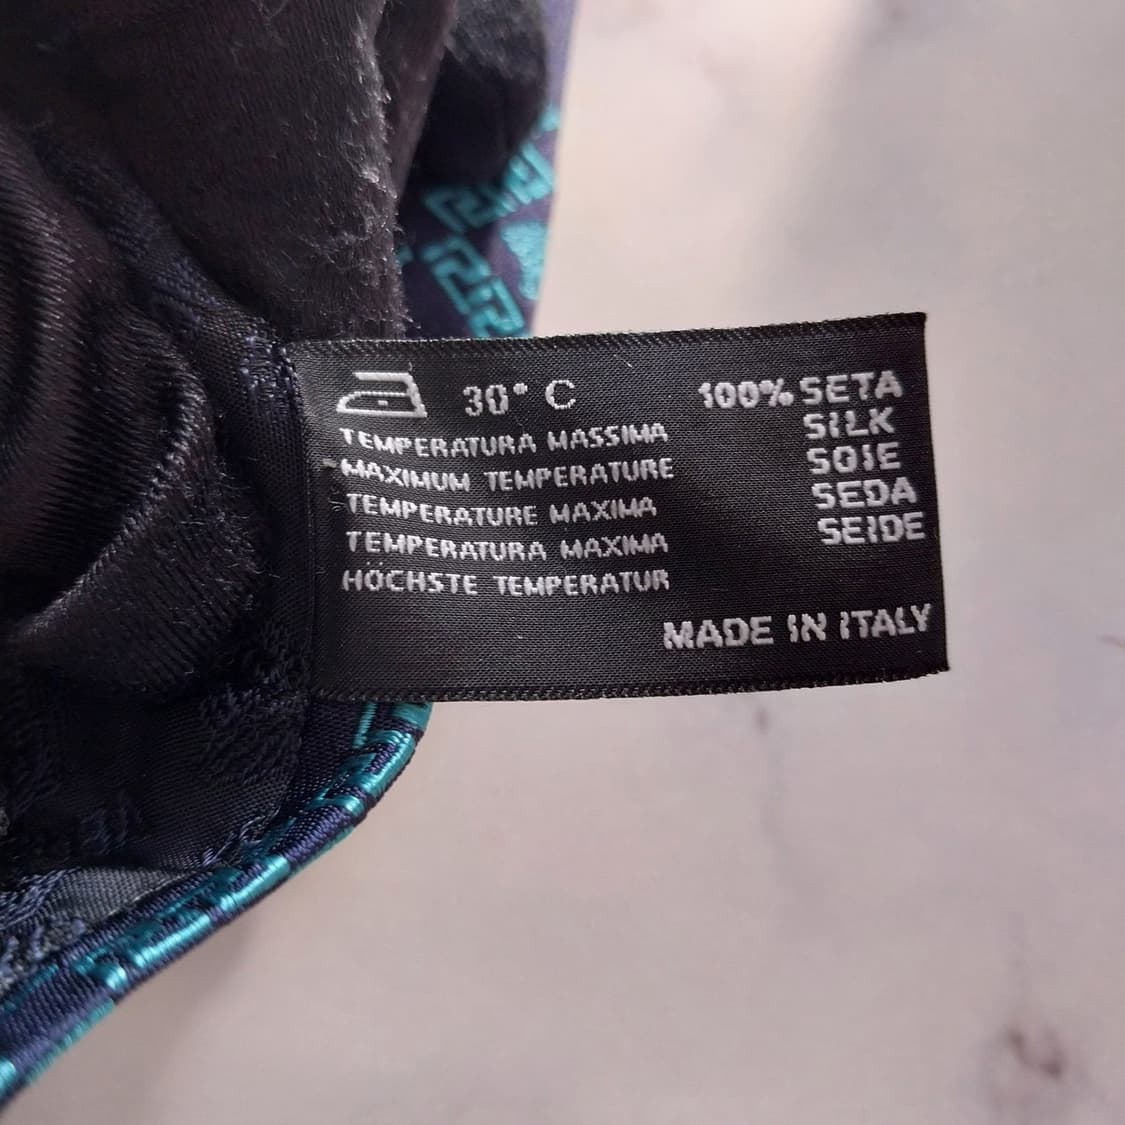 30° C
TEMPERATURA MASSIMA
MAXIMUM TEMPERATURE
TEMPERATURE MAXIMA
TEMPERATURA MAXIMA
HÖCHSTE TEMPERATUR
100% SETA
SILK
SOIE
SEDA
SEIDE
MADE IN ITALY